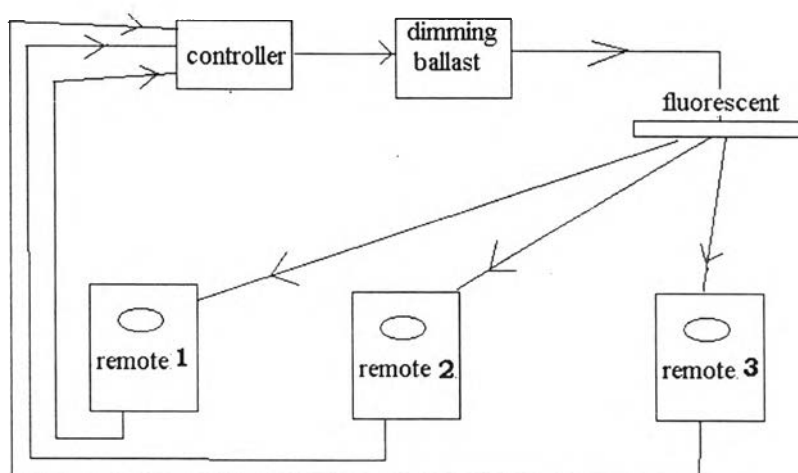 controller
dimming
ballast
fluorescent
remote 1
remote 2
remote 3